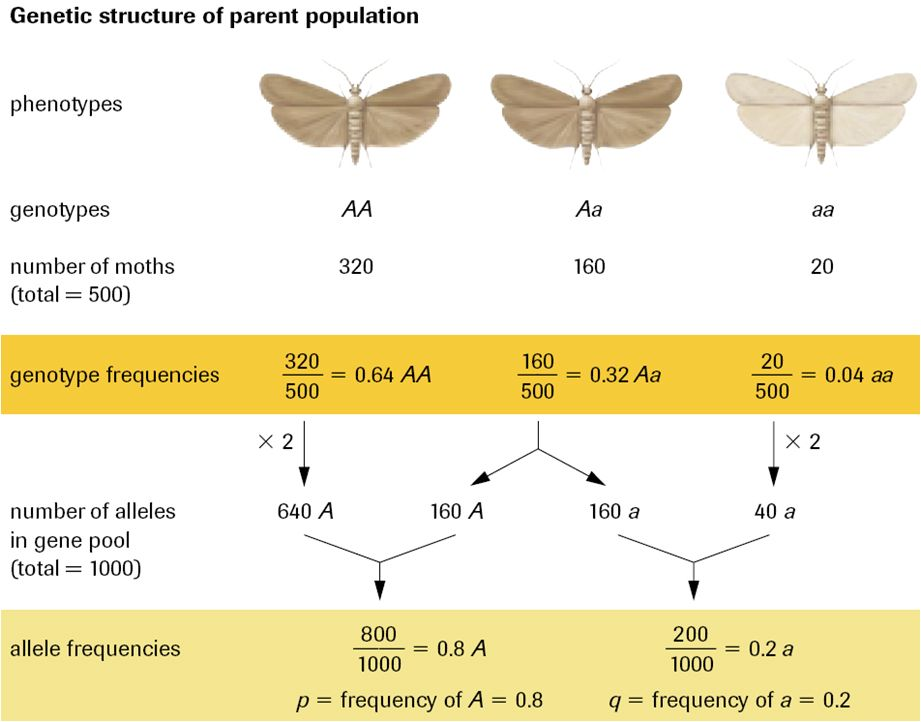 Genetic structure of parent population
phenotypes
genotypes AA Aa aa
number of moths 320 160 20
(total = 500)
genotype frequencies 320/500 = 0.64 AA 160/500 = 0.32 Aa 20/500 = 0.04 aa
× 2 × 2
number of alleles 640 A 160 A 160 a 40 a
in gene pool
(total = 1000)
allele frequencies 800/1000 = 0.8 A 200/1000 = 0.2 a
p = frequency of A = 0.8 q = frequency of a = 0.2